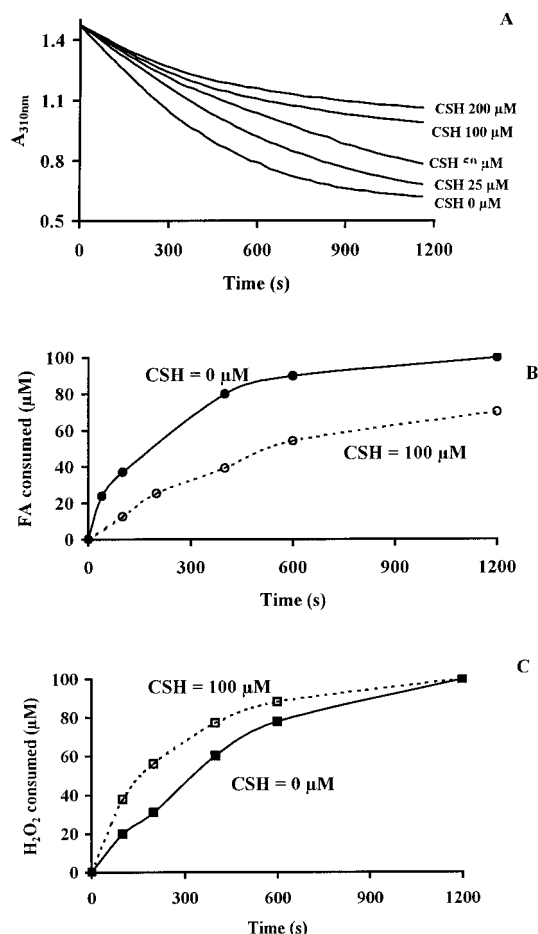 A
1.4
1.1
0.8
0.5
A310nm
CSH 200 µM
CSH 100 µM
CSH 50 µM
CSH 25 µM
CSH 0 µM
0 300 600 900 1200
Time (s)
B
100
80
60
40
20
0
FA consumed (µM)
CSH = 0 µM
CSH = 100 µM
0 300 600 900 1200
Time (s)
C
100
80
60
40
20
0
H2O2 consumed (µM)
CSH = 100 µM
CSH = 0 µM
0 300 600 900 1200
Time (s)